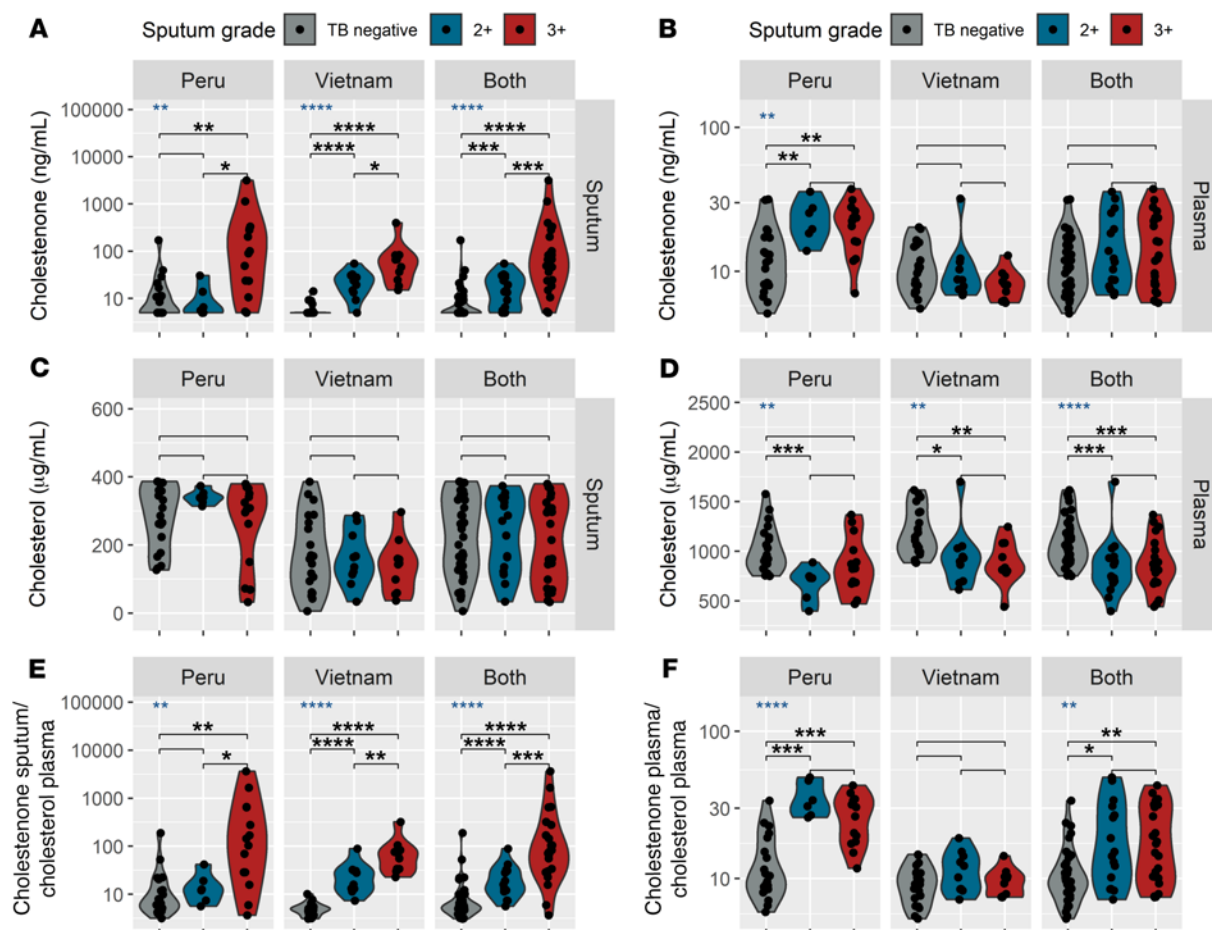 A Sputum grade TB negative 2+ 3+
Peru Vietnam Both
Cholestenone (ng/mL)
100000
10000
1000
100
10
** **** ****
** **** ****
**** ***
* * ***
Sputum
B Sputum grade TB negative 2+ 3+
Peru Vietnam Both
Cholestenone (ng/mL)
100
30
10
**
**
**
Plasma
C
Peru Vietnam Both
Cholesterol (μg/mL)
600
400
200
0
Sputum
D
Peru Vietnam Both
Cholesterol (μg/mL)
2500
2000
1500
1000
500
** ** ****
** ***
*** * ***
Plasma
E
Peru Vietnam Both
Cholestenone sputum/
cholesterol plasma
100000
10000
1000
100
10
** **** ****
** **** ****
**** ****
* ** ***
F
Peru Vietnam Both
Cholestenone plasma/
cholesterol plasma
100
30
10
**** **
*** **
*** *